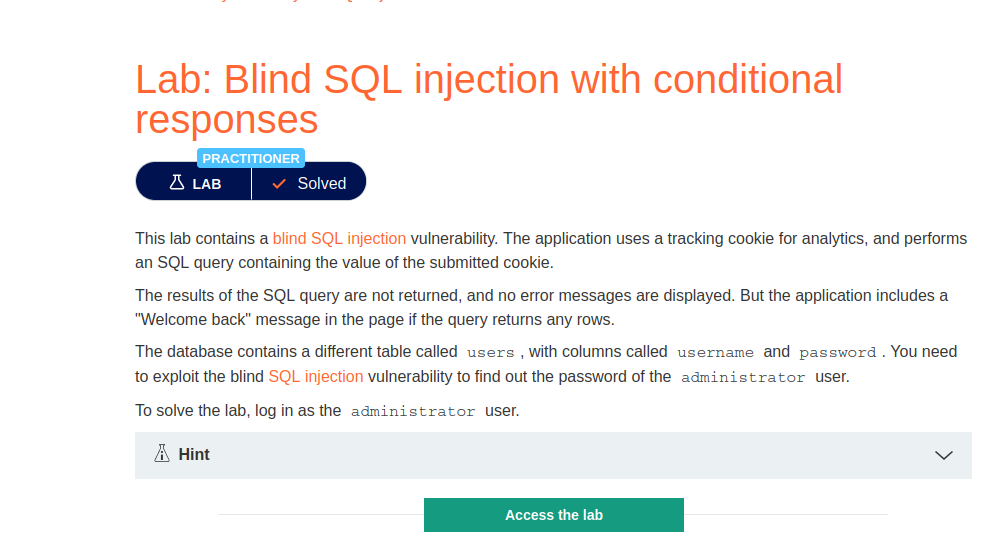 Lab: Blind SQL injection with conditional
responses
PRACTITIONER
LAB
Solved
This lab contains a blind SQL injection vulnerability. The application uses a tracking cookie for analytics, and performs
an SQL query containing the value of the submitted cookie.
The results of the SQL query are not returned, and no error messages are displayed. But the application includes a
"Welcome back" message in the page if the query returns any rows.
The database contains a different table called users, with columns called username and password. You need
to exploit the blind SQL injection vulnerability to find out the password of the administrator user.
To solve the lab, log in as the administrator user.
Hint
Access the lab